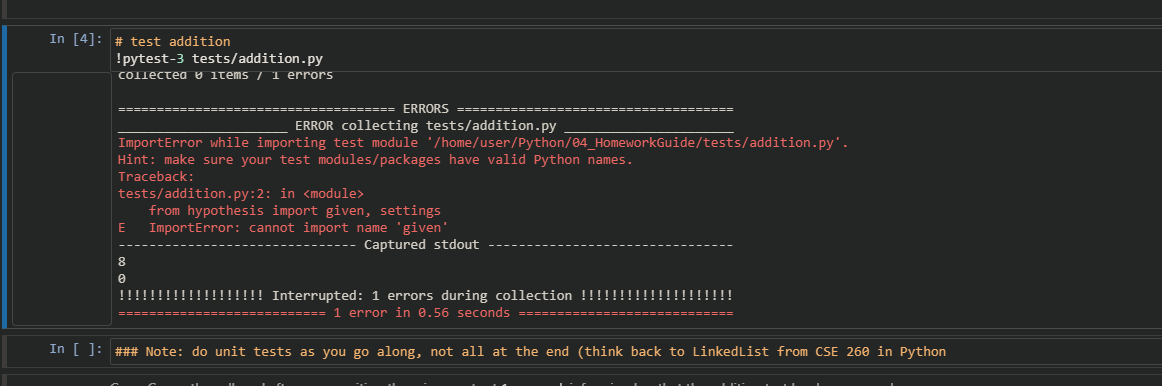 In [4]: # test addition
!pytest-3 tests/addition.py
collected 0 items / 1 errors
==================================== ERRORS ====================================
______________________ ERROR collecting tests/addition.py ______________________
ImportError while importing test module '/home/user/Python/04_HomeworkGuide/tests/addition.py'.
Hint: make sure your test modules/packages have valid Python names.
Traceback:
tests/addition.py:2: in <module>
    from hypothesis import given, settings
E   ImportError: cannot import name 'given'
------------------------------- Captured stdout --------------------------------
8
0
!!!!!!!!!!!!!!!!!!! Interrupted: 1 errors during collection !!!!!!!!!!!!!!!!!!!!
=========================== 1 error in 0.56 seconds ============================
In [ ]: ### Note: do unit tests as you go along, not all at the end (think back to LinkedList from CSE 260 in Python